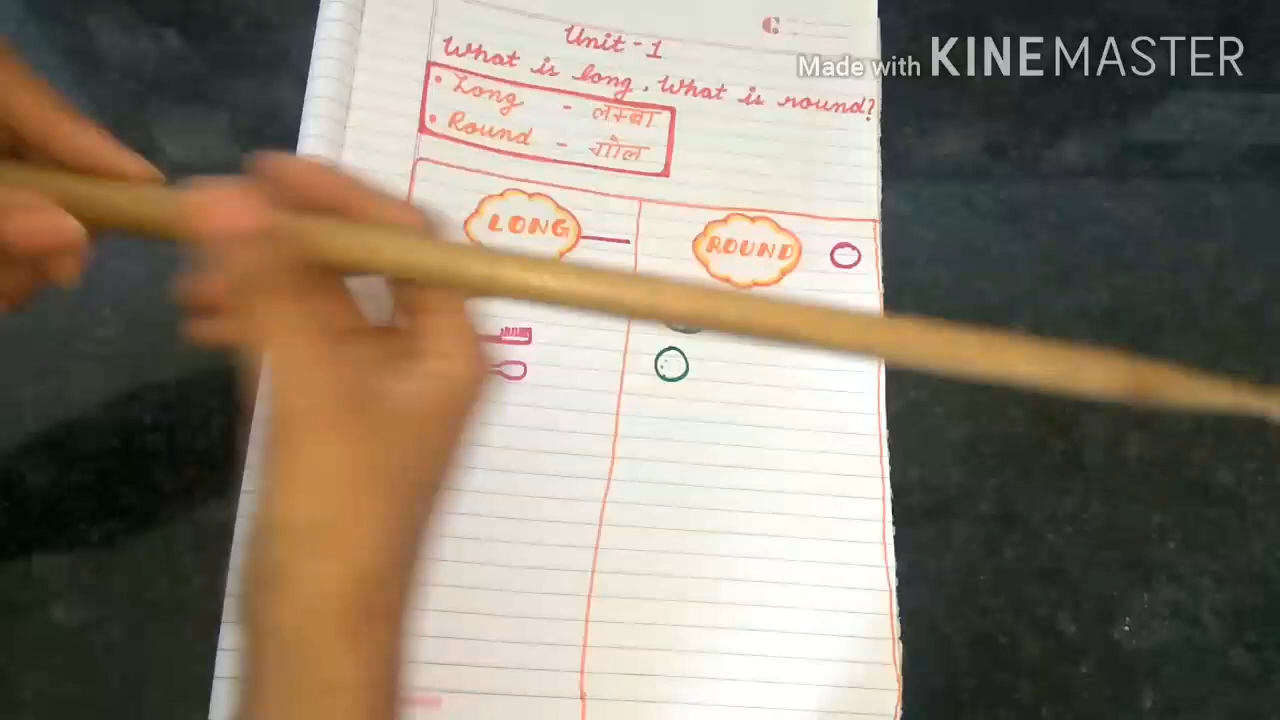 Unit - 1
Made with KINEMASTER
What is long, What is round?
• Long - लम्बा
• Round - गोल
LONG
ROUND